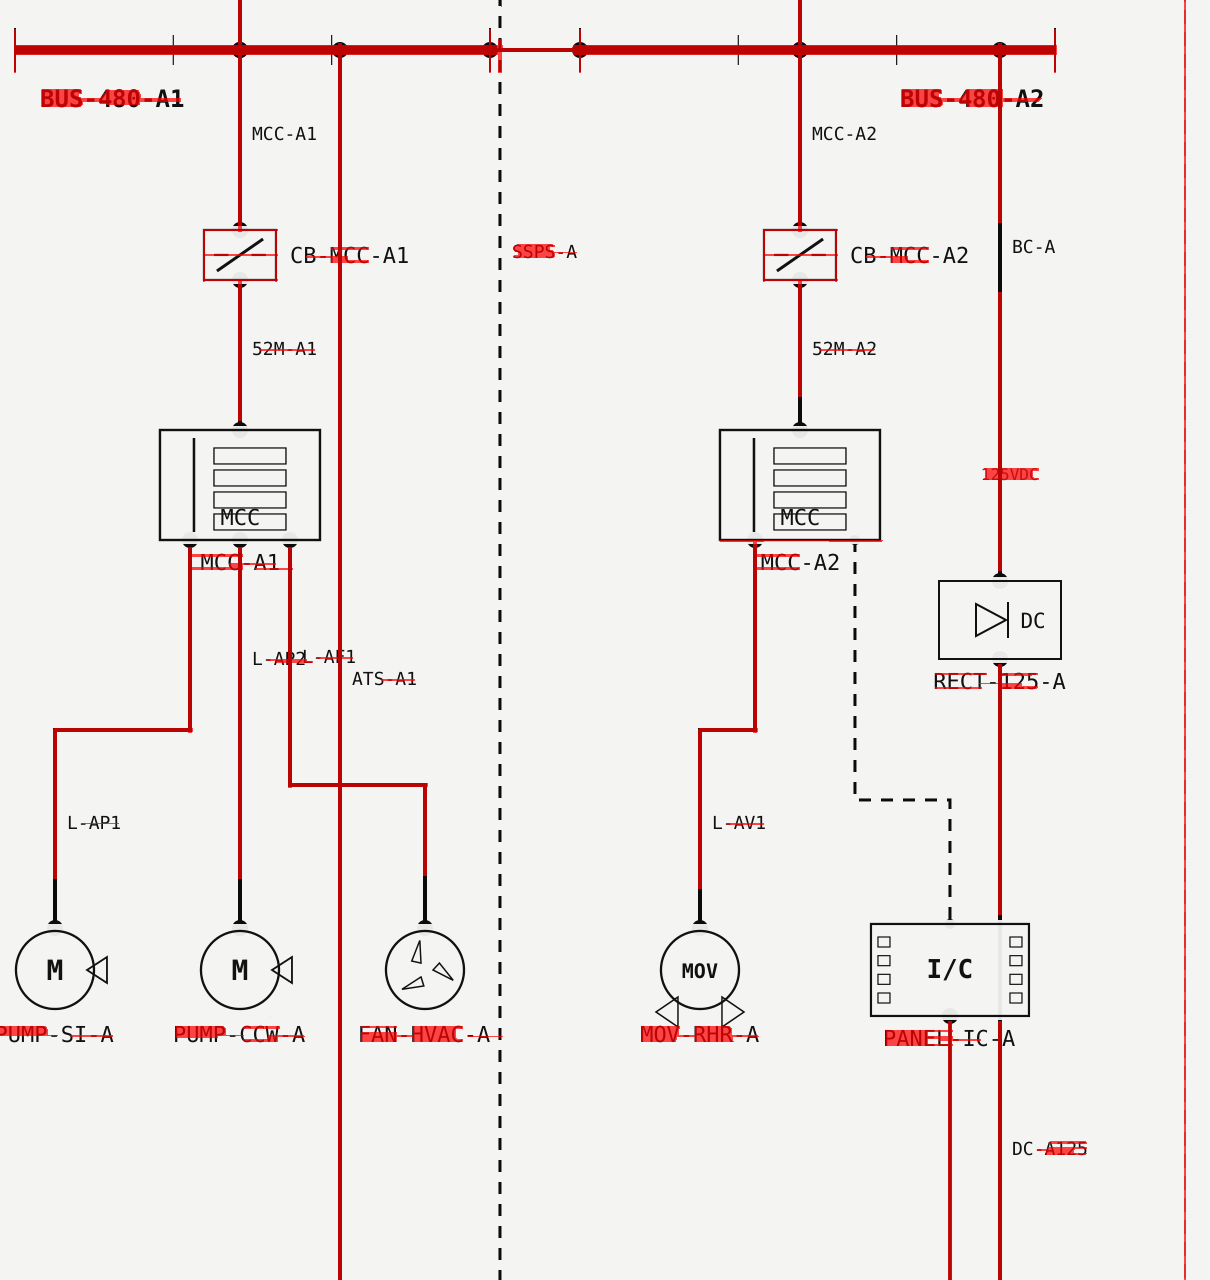 BUS-480-A1
BUS-480-A2
MCC-A1
MCC-A2
CB-MCC-A1
SSPS-A
CB-MCC-A2
BC-A
52M-A1
52M-A2
125VDC
MCC
MCC
MCC-A1
MCC-A2
DC
L-AP2
L-AF1
ATS-A1
RECT-125-A
L-AP1
L-AV1
M
M
MOV
I/C
PUMP-SI-A
PUMP-CCW-A
FAN-HVAC-A
MOV-RHR-A
PANEL-IC-A
DC-A125